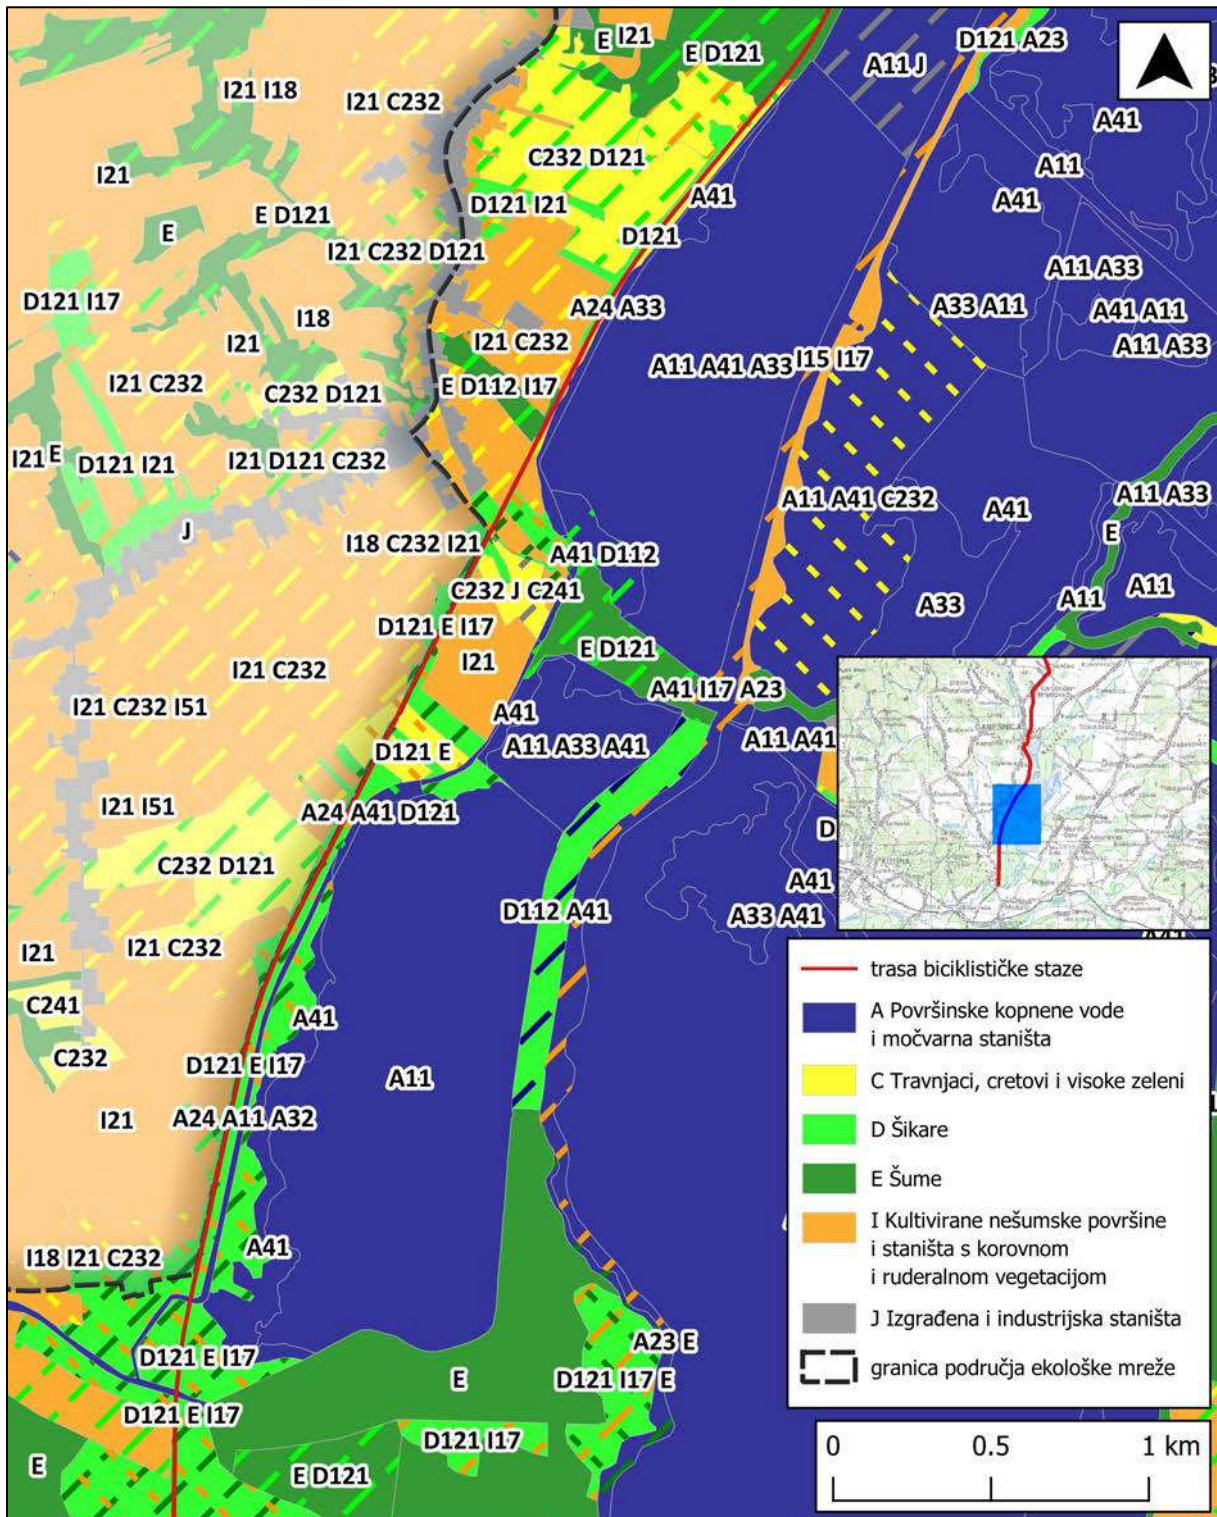 E I21
E D121
D121 A23
A11 J
I21 I18
I21 C232
A41
C232 D121
A11
I21
A41
D121 I21
A41
E D121
E
D121
I21 C232 D121
A11 A33
D121 I17
A24 A33
A33 A11
A41 A11
I18
I21
I21 C232
A11 A33
A11 A41 A33
I15 I17
I21 C232
E D112 I17
C232 D121
I21
E
D121 I21
I21 D121 C232
A11 A41 C232
A11 A33
A41
J
E
I18 C232 I21
A41 D112
C232 J C241
A11
A33
A11
D121 E I17
I21
E D121
I21 C232
A41 I17 A23
I21 C232 I51
A41
D121 E
A11 A33 A41
A11 A41
I21 I51
A24 A41 D121
D
C232 D121
A41
D112 A41
A33 A41
I21
I21 C232
C241
A41
C232
D121 E I17
A11
I21
A24 A11 A32
I18 I21 C232
A41
D121 E I17
A23 E
E
D121 I17 E
D121 E I17
D121 I17
E
E D121
trasa biciklističke staze
A Površinske kopnene vode
i močvarna staništa
C Travnjaci, cretovi i visoke zeleni
D Šikare
E Šume
I Kultivirane nešumske površine
i staništa s korovnom
i ruderalnom vegetacijom
J Izgrađena i industrijska staništa
granica područja ekološke mreže
0 0.5 1 km